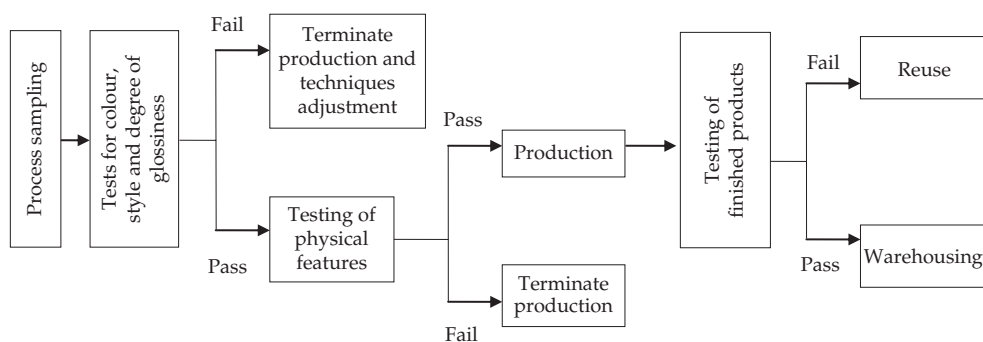 Process sampling
Tests for colour,
style and degree of
glossiness
Fail
Terminate
production and
techniques
adjustment
Pass
Testing of
physical
features
Pass
Production
Fail
Terminate
production
Testing of
finished products
Fail
Reuse
Pass
Warehousing